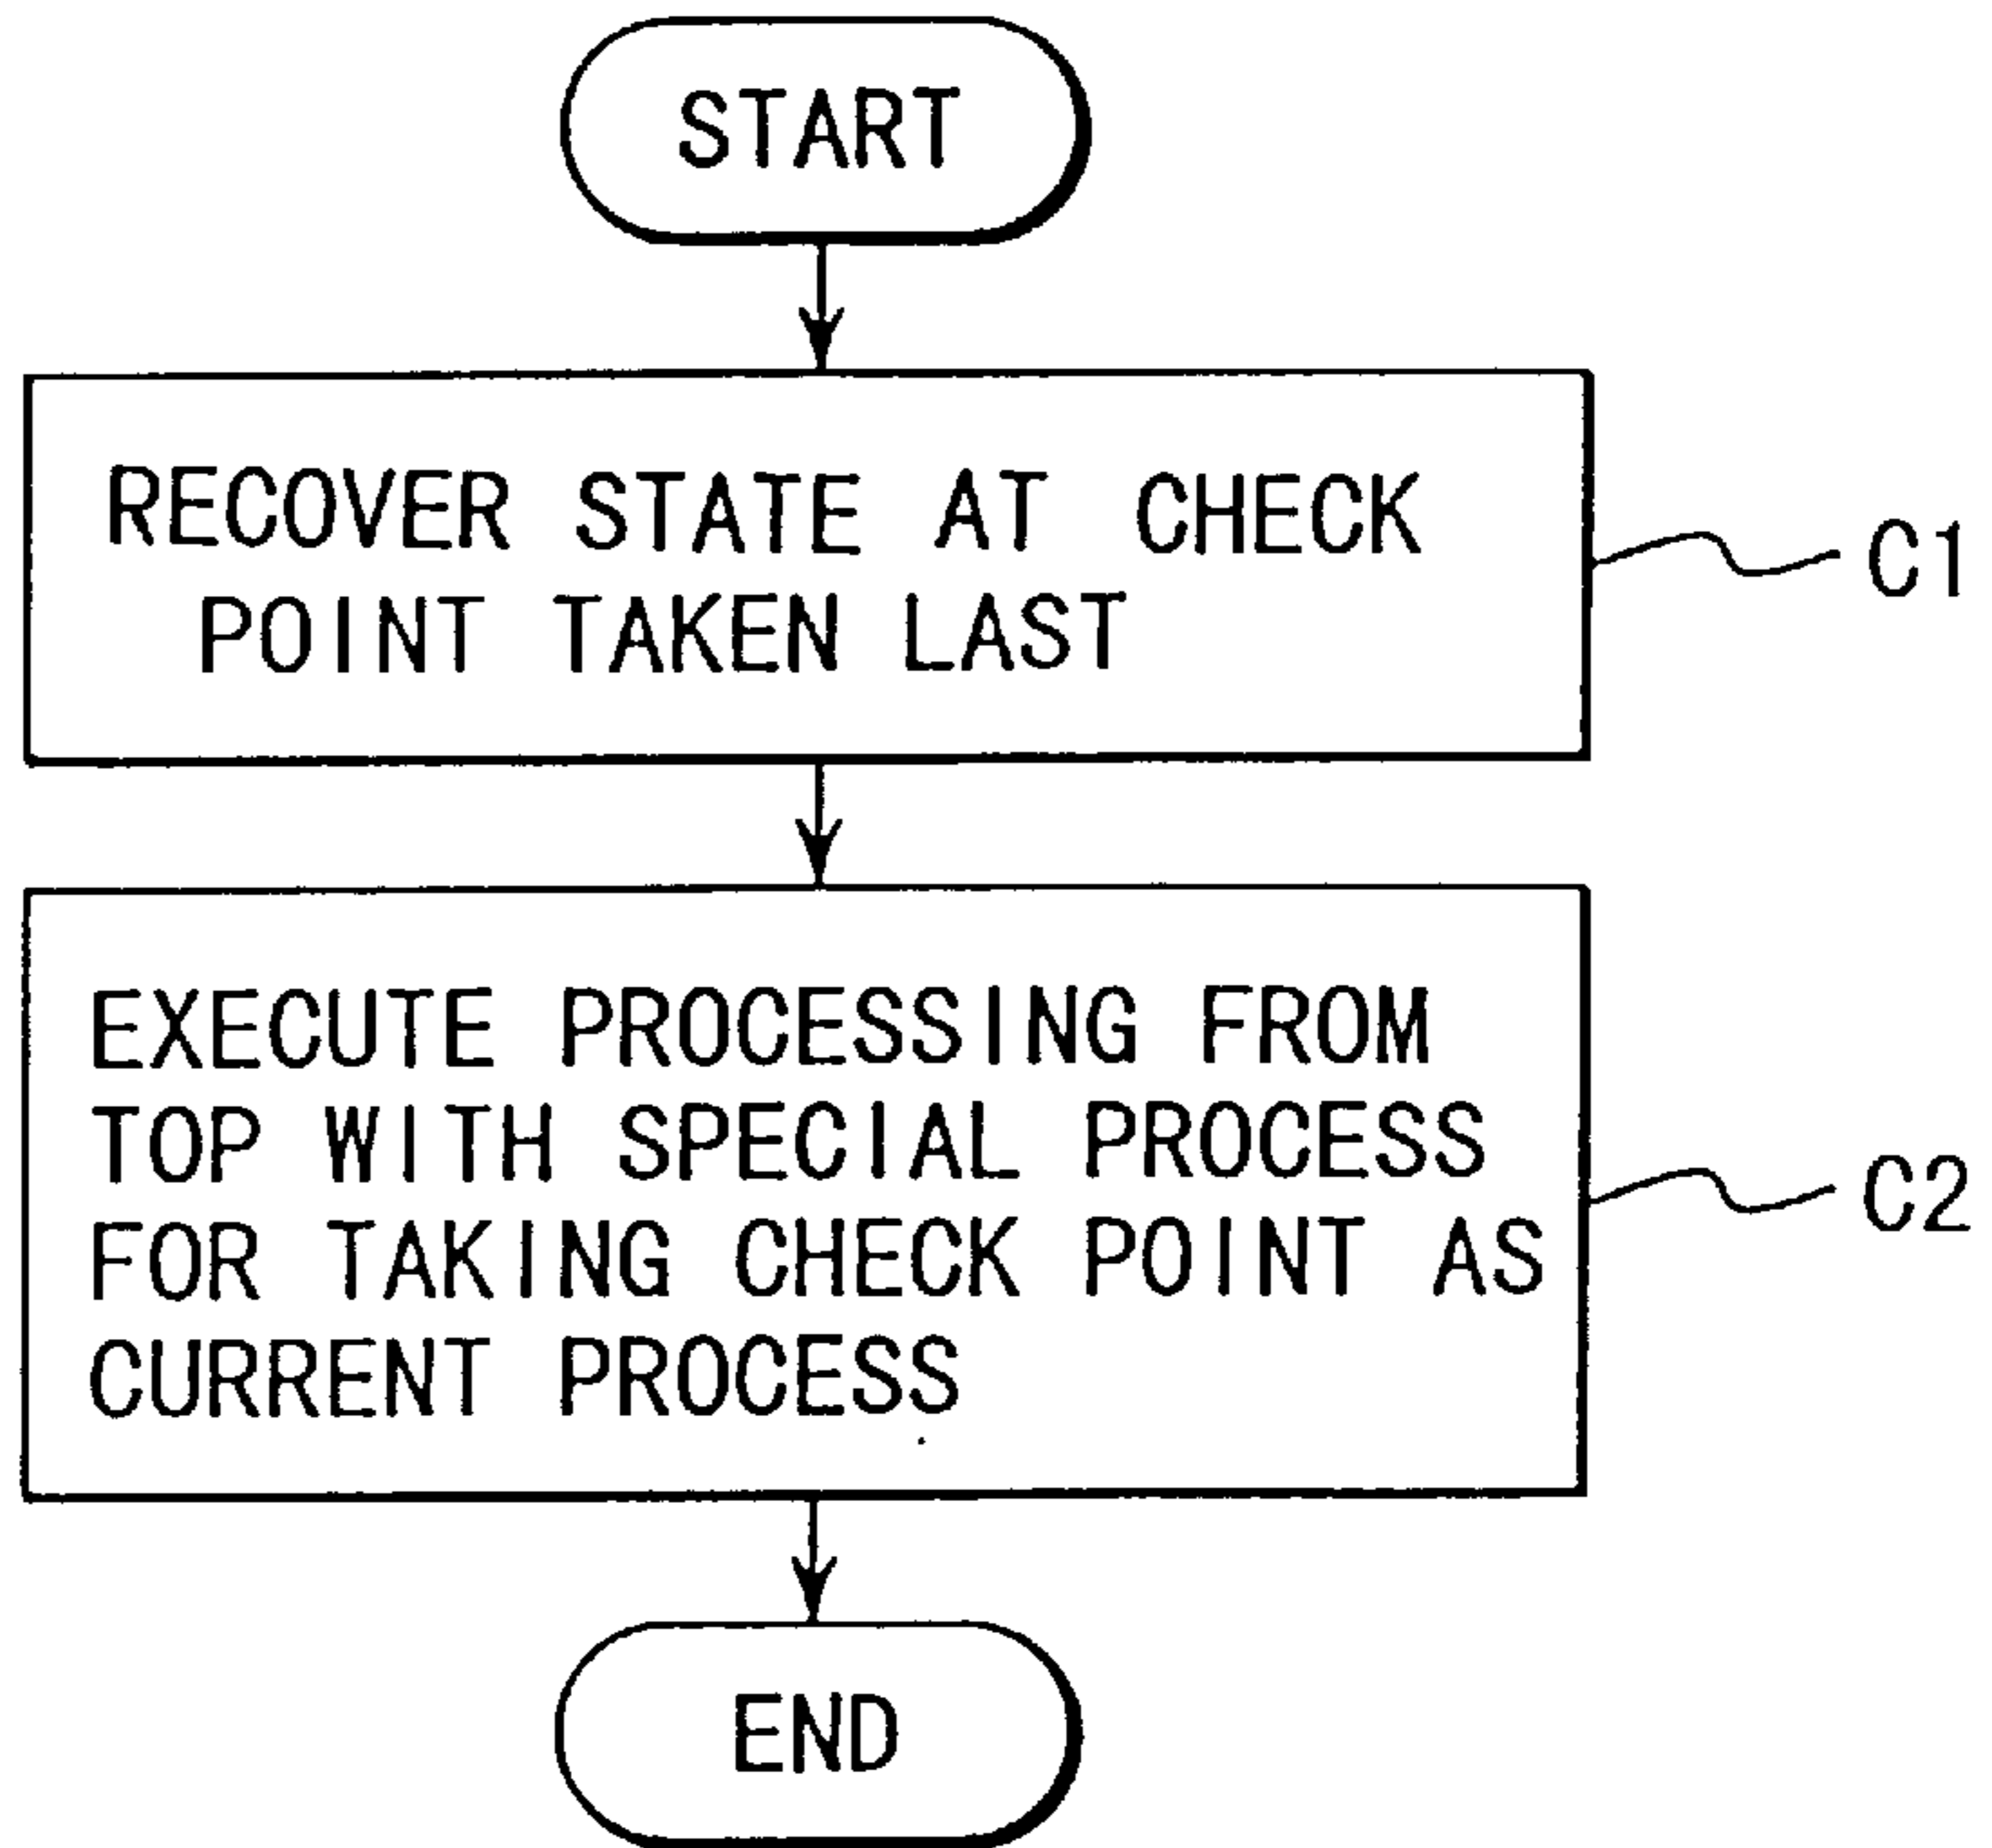 START
RECOVER STATE AT CHECK
POINT TAKEN LAST
C1
EXECUTE PROCESSING FROM
TOP WITH SPECIAL PROCESS
FOR TAKING CHECK POINT AS
CURRENT PROCESS
C2
END